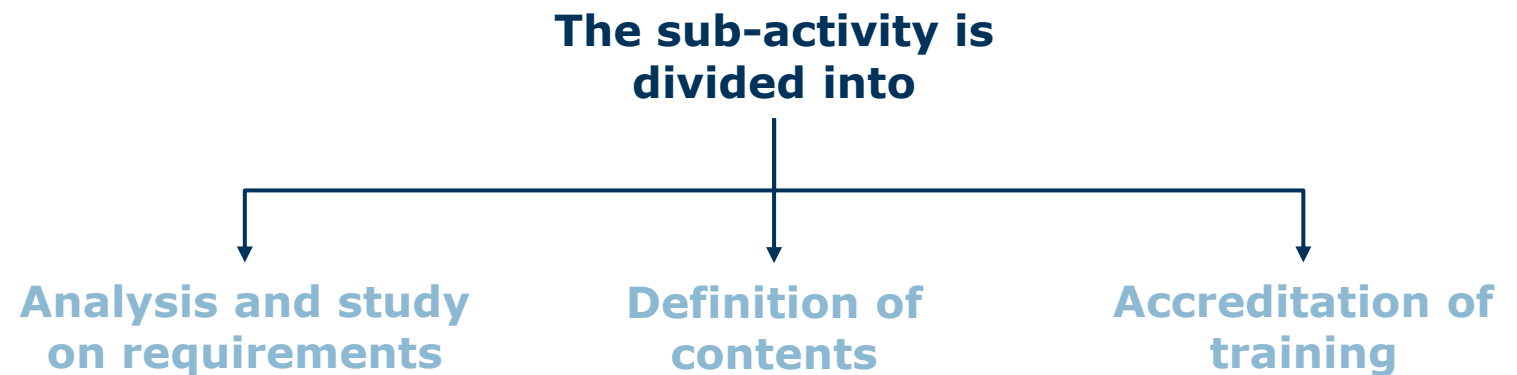 The sub-activity is
divided into
Analysis and study
on requirements
Definition of
contents
Accreditation of
training